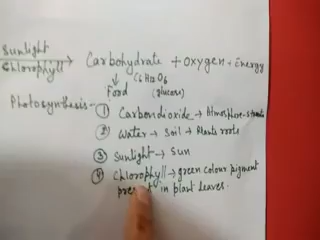 Sunlight
Chlorophyll → Carbohydrate + Oxygen + Energy
↓ C6H12O6
Food (glucose)
Photosynthesis -
① Carbondioxide → Atmosphere -
② Water → Soil → Plants roots
③ Sunlight → Sun
④ Chlorophyll → green colour pigment
present in plant leaves.